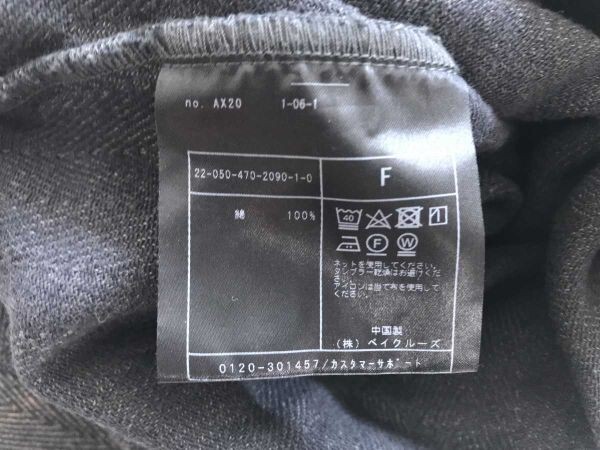 no. AX20 1-06-1
22-050-470-2090-1-0 F
綿 100%
40
F W
ネットを使用してください。
タンブラー乾燥はお避けくだ
さい。
アイロンは当て布を使用して
ください。
中国製
(株) ベイクルーズ
0120-301457/カスタマーサポート